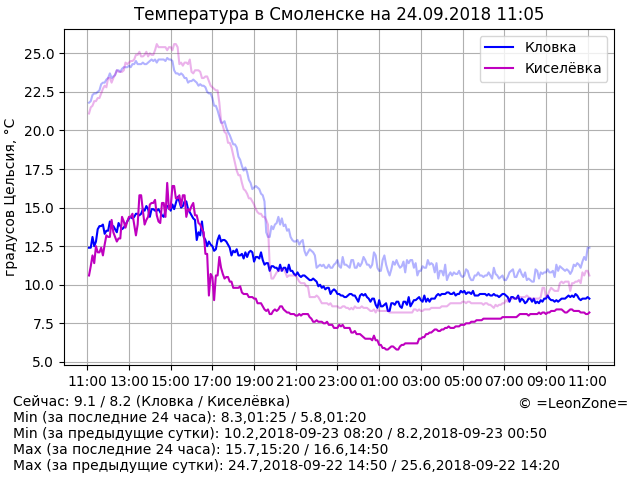 Температура в Смоленске на 24.09.2018 11:05
Кловка
Киселёвка
градусов Цельсия, °C
25.0
22.5
20.0
17.5
15.0
12.5
10.0
7.5
5.0
11:00 13:00 15:00 17:00 19:00 21:00 23:00 01:00 03:00 05:00 07:00 09:00 11:00
Сейчас: 9.1 / 8.2 (Кловка / Киселёвка)
© =LeonZone=
Min (за последние 24 часа): 8.3,01:25 / 5.8,01:20
Min (за предыдущие сутки): 10.2,2018-09-23 08:20 / 8.2,2018-09-23 00:50
Max (за последние 24 часа): 15.7,15:20 / 16.6,14:50
Max (за предыдущие сутки): 24.7,2018-09-22 14:50 / 25.6,2018-09-22 14:20